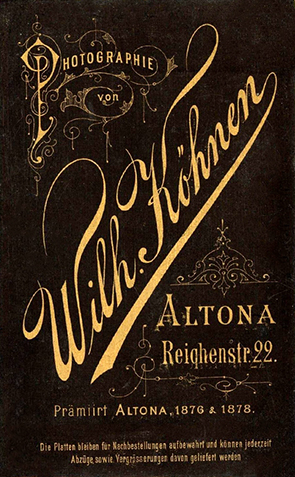 PHOTOGRAPHIE
von
Wilh. Köhnen
ALTONA
Reichenstr. 22.
Prämiirt ALTONA, 1876 & 1878.
Die Platten bleiben für Nachbestellungen aufbewahrt und können jederzeit
Abzüge sowie Vergrösserungen davon geliefert werden